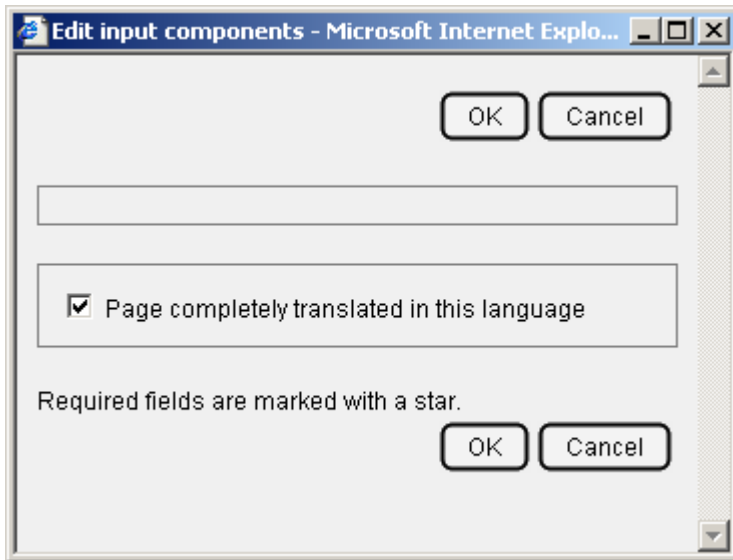 Edit input components - Microsoft Internet Explo...
OK Cancel
Page completely translated in this language
Required fields are marked with a star.
OK Cancel